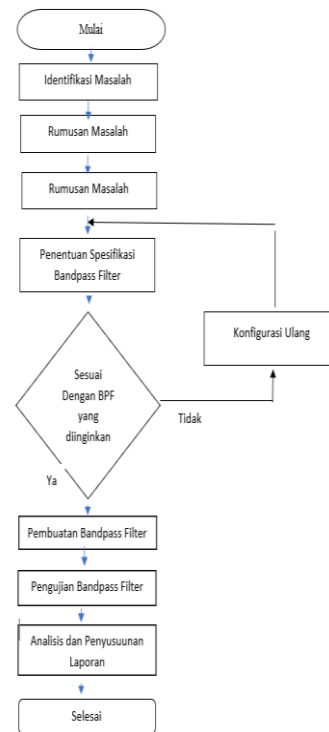 Mulai
Identifikasi Masalah
Rumusan Masalah
Rumusan Masalah
Penentuan Spesifikasi
Bandpass Filter
Konfigurasi Ulang
Sesuai
Dengan BPF
yang
diinginkan
Tidak
Ya
Pembuatan Bandpass Filter
Pengujian Bandpass Filter
Analisis dan Penyusuunan
Laporan
Selesai